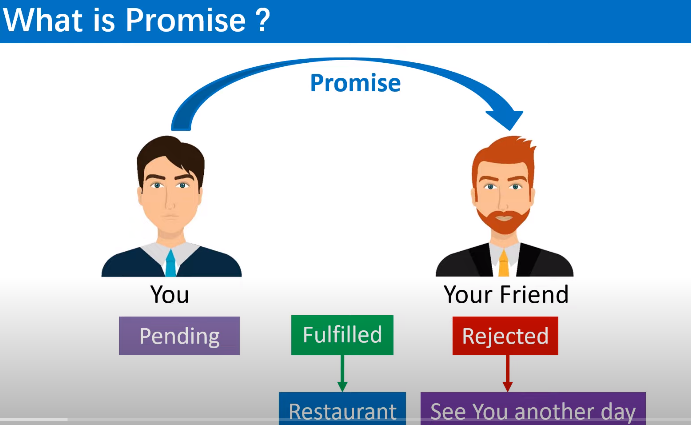 What is Promise ?
Promise
You
Your Friend
Pending
Fulfilled
Rejected
Restaurant
See You another day